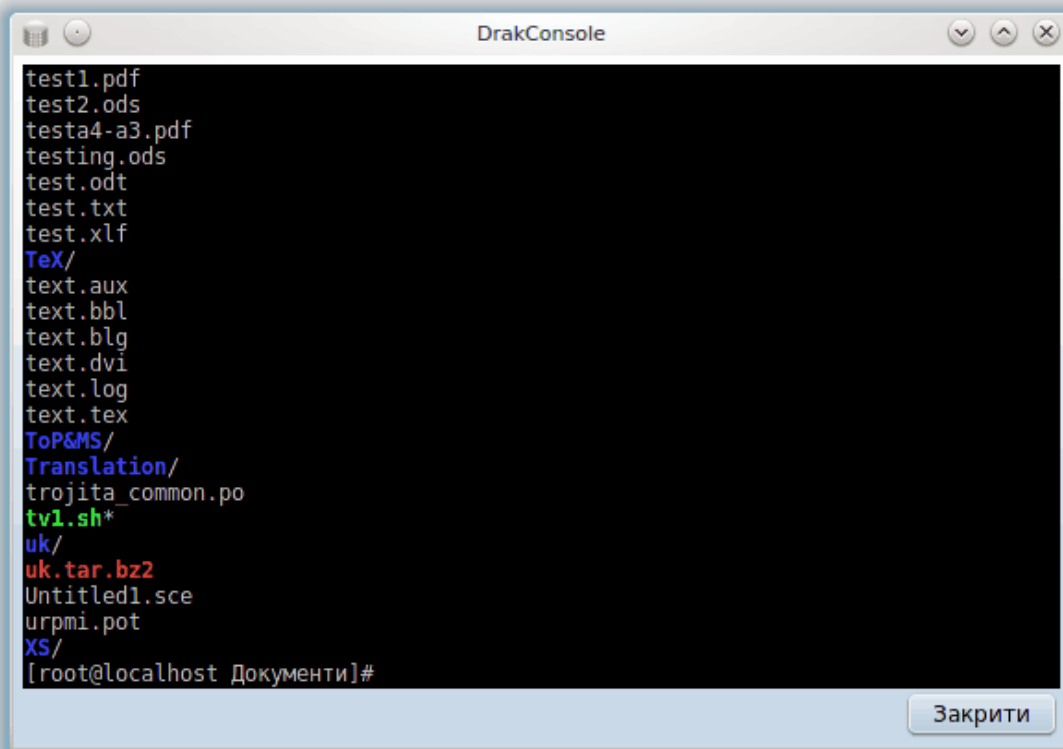 DrakConsole
test1.pdf
test2.ods
testa4-a3.pdf
testing.ods
test.odt
test.txt
test.xlf
TeX/
text.aux
text.bbl
text.blg
text.dvi
text.log
text.tex
ToP&MS/
Translation/
trojita_common.po
tv1.sh*
uk/
uk.tar.bz2
Untitled1.sce
urpmi.pot
XS/
[root@localhost Документи]#
Закрити